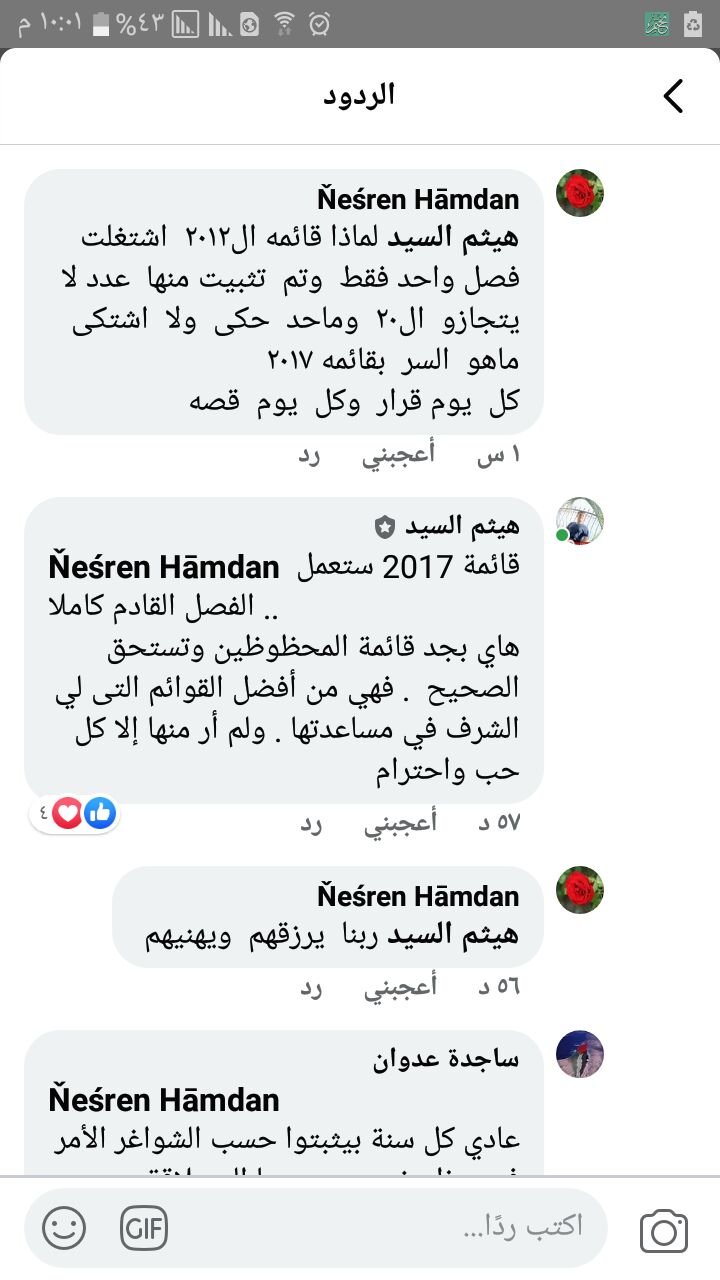 ١٠:٠١ م %٤٣
الردود
Ňeśren Hāmdan
هيثم السيد لماذا قائمه ال٢٠١٢ اشتغلت
فصل واحد فقط وتم تثبيت منها عدد لا
يتجازو ال٢٠ وماحد حكى ولا اشتكى
ماهو السر بقائمه ٢٠١٧
كل يوم قرار وكل يوم قصه
١ س أعجبني رد
هيثم السيد
Ňeśren Hāmdan قائمة 2017 ستعمل
الفصل القادم كاملا ..
هاي بجد قائمة المحظوظين وتستحق
الصحيح . فهي من أفضل القوائم التى لي
الشرف في مساعدتها . ولم أر منها إلا كل
حب واحترام
٤
٥٧ د أعجبني رد
Ňeśren Hāmdan
هيثم السيد ربنا يرزقهم ويهنيهم
٥٦ د أعجبني رد
ساجدة عدوان
Ňeśren Hāmdan
عادي كل سنة بيثبتوا حسب الشواغر الأمر
اكتب ردًا...
GIF